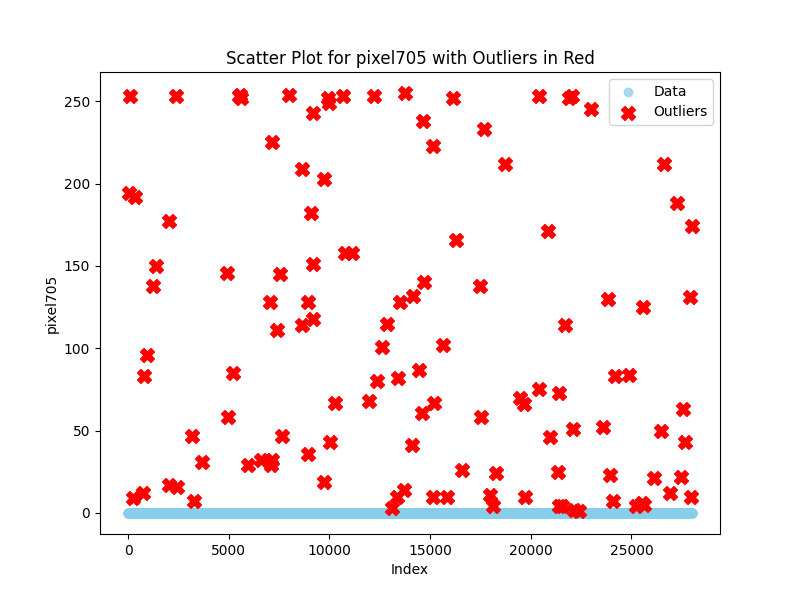 Scatter Plot for pixel705 with Outliers in Red
Data
Outliers
250
200
150
100
50
0
pixel705
0 5000 10000 15000 20000 25000
Index